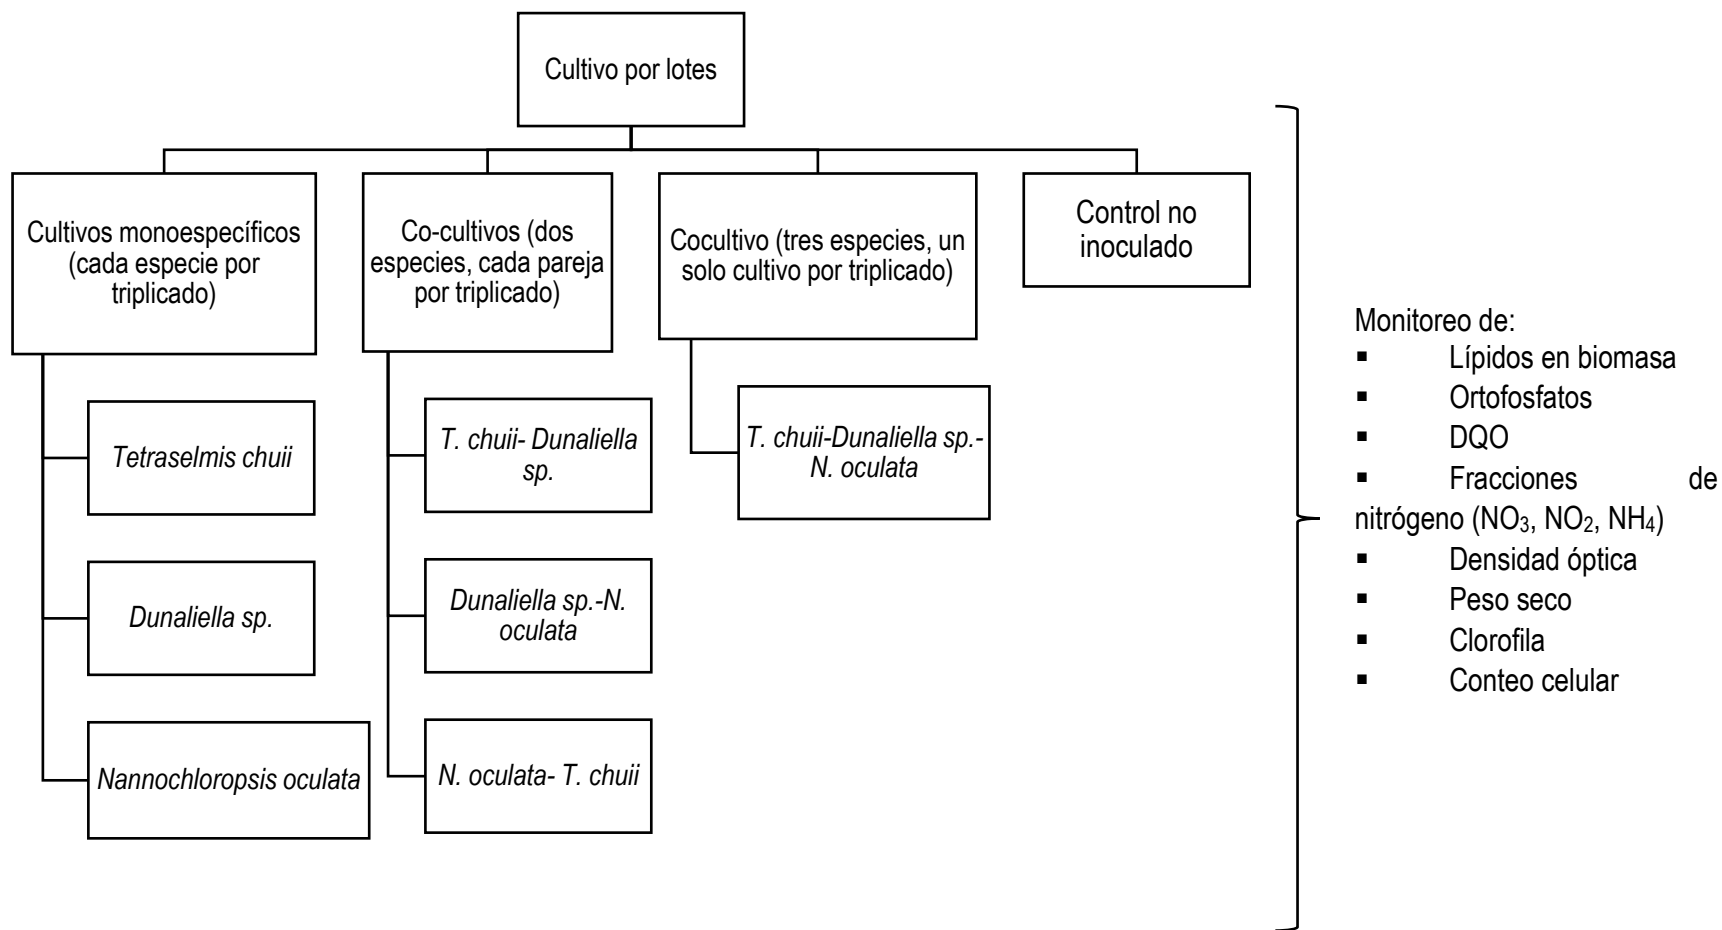 Cultivo por lotes
Cultivos monoespecíficos
(cada especie por
triplicado)
Tetraselmis chuii
Dunaliella sp.
Nannochloropsis oculata
Co-cultivos (dos
especies, cada pareja
por triplicado)
T. chuii- Dunaliella
sp.
Dunaliella sp.-N.
oculata
N. oculata- T. chuii
Cocultivo (tres especies, un
solo cultivo por triplicado)
T. chuii-Dunaliella sp.-
N. oculata
Control no
inoculado
Monitoreo de:
▪ Lípidos en biomasa
▪ Ortofosfatos
▪ DQO
▪ Fracciones de
nitrógeno (NO₃, NO₂, NH₄)
▪ Densidad óptica
▪ Peso seco
▪ Clorofila
▪ Conteo celular